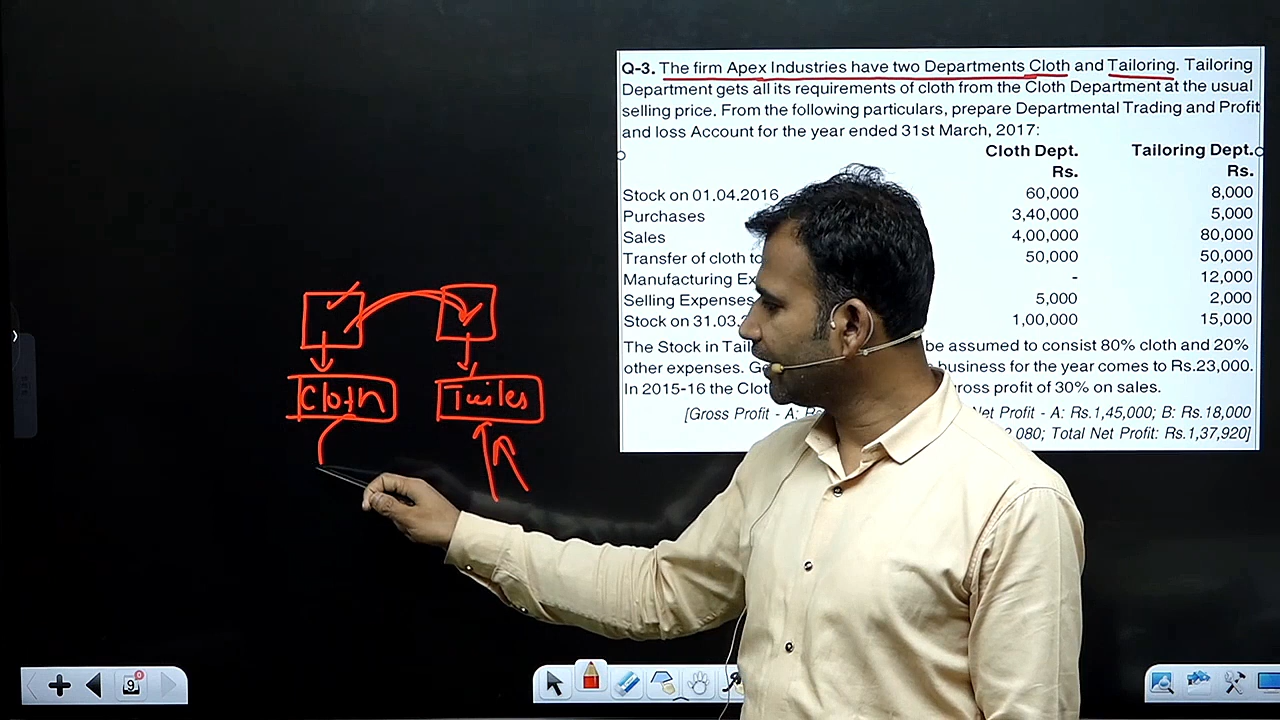 Q-3. The firm Apex Industries have two Departments Cloth and Tailoring. Tailoring
Department gets all its requirements of cloth from the Cloth Department at the usual
selling price. From the following particulars, prepare Departmental Trading and Profit
and loss Account for the year ended 31st March, 2017:
Cloth Dept. Tailoring Dept.
Rs. Rs.
Stock on 01.04.2016 60,000 8,000
Purchases 3,40,000 5,000
Sales 4,00,000 80,000
Transfer of cloth to 50,000 50,000
Manufacturing Ex - 12,000
Selling Expenses 5,000 2,000
Stock on 31.03. 1,00,000 15,000
The Stock in Tail be assumed to consist 80% cloth and 20%
other expenses. business for the year comes to Rs.23,000.
In 2015-16 the Clot gross profit of 30% on sales.
[Gross Profit - A: Net Profit - A: Rs.1,45,000; B: Rs.18,000
2,080; Total Net Profit: Rs.1,37,920]
Cloth
9